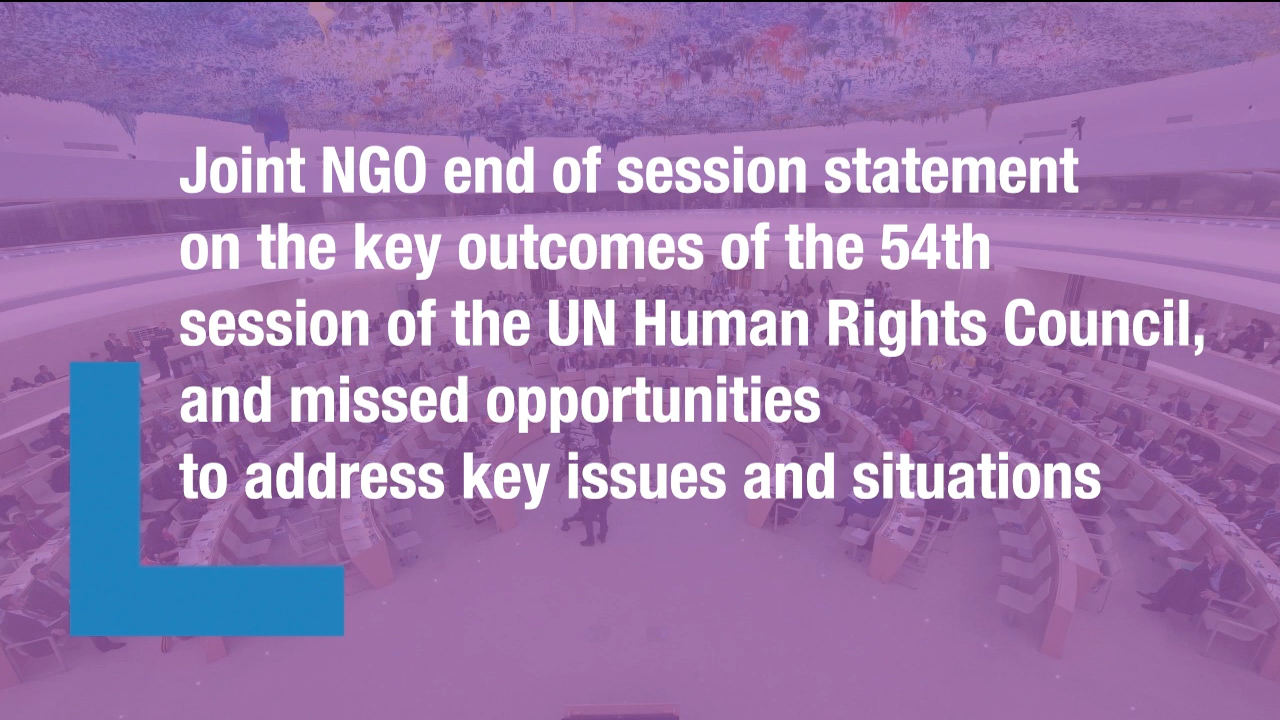 Joint NGO end of session statement
on the key outcomes of the 54th
session of the UN Human Rights Council,
and missed opportunities
to address key issues and situations